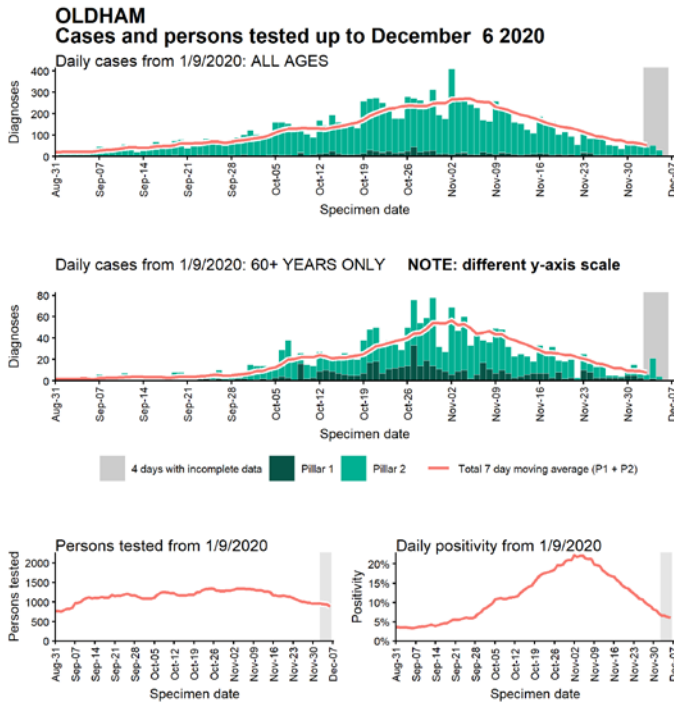 OLDHAM
Cases and persons tested up to December 6 2020
Daily cases from 1/9/2020: ALL AGES
Diagnoses
400
300
200
100
0
Aug-31
Sep-07
Sep-14
Sep-21
Sep-28
Oct-05
Oct-12
Oct-19
Oct-26
Nov-02
Nov-09
Nov-16
Nov-23
Nov-30
Dec-07
Specimen date
Daily cases from 1/9/2020: 60+ YEARS ONLY NOTE: different y-axis scale
Diagnoses
80
60
40
20
0
Aug-31
Sep-07
Sep-14
Sep-21
Sep-28
Oct-05
Oct-12
Oct-19
Oct-26
Nov-02
Nov-09
Nov-16
Nov-23
Nov-30
Dec-07
Specimen date
4 days with incomplete data Pillar 1 Pillar 2 Total 7 day moving average (P1 + P2)
Persons tested from 1/9/2020
Persons tested
2000
1500
1000
500
0
Aug-31
Sep-07
Sep-14
Sep-21
Sep-28
Oct-05
Oct-12
Oct-19
Oct-26
Nov-02
Nov-09
Nov-16
Nov-23
Nov-30
Dec-07
Specimen date
Daily positivity from 1/9/2020
Positivity
20%
15%
10%
5%
0%
Aug-31
Sep-07
Sep-14
Sep-21
Sep-28
Oct-05
Oct-12
Oct-19
Oct-26
Nov-02
Nov-09
Nov-16
Nov-23
Nov-30
Dec-07
Specimen date